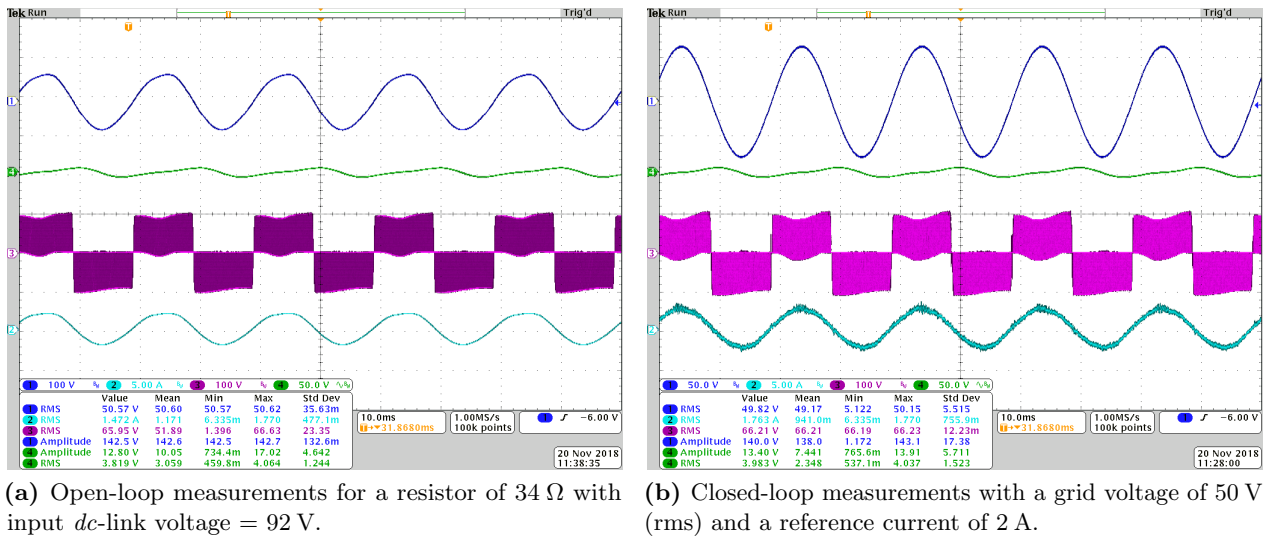 Tek Run Trig'd
T
1
4
3
2
1 100 V 2 5.00 A 3 100 V 4 50.0 V
Value Mean Min Max Std Dev
1 RMS 50.57 V 50.60 50.57 50.62 35.63m
2 RMS 1.472 A 1.171 6.335m 1.770 477.1m
3 RMS 65.95 V 51.89 1.396 66.63 23.35
1 Amplitude 142.5 V 142.6 142.5 142.7 132.6m
4 Amplitude 12.80 V 10.05 734.4m 17.02 4.642
4 RMS 3.819 V 3.059 459.8m 4.064 1.244
10.0ms
T→▼31.8680ms
1.00MS/s
100k points
1 ƒ -6.00 V
20 Nov 2018
11:38:35
(a) Open-loop measurements for a resistor of 34 Ω with
input dc-link voltage = 92 V.
Tek Run Trig'd
T
1
4
3
2
1 50.0 V 2 5.00 A 3 100 V 4 50.0 V
Value Mean Min Max Std Dev
1 RMS 49.82 V 49.17 5.122 50.15 5.515
2 RMS 1.763 A 941.0m 6.335m 1.770 755.9m
3 RMS 66.21 V 66.21 66.19 66.23 12.23m
1 Amplitude 140.0 V 138.0 1.172 143.1 17.38
4 Amplitude 13.40 V 7.441 765.6m 13.91 5.711
4 RMS 3.983 V 2.348 537.1m 4.037 1.523
10.0ms
T→▼31.8680ms
1.00MS/s
100k points
1 ƒ -6.00 V
20 Nov 2018
11:28:00
(b) Closed-loop measurements with a grid voltage of 50 V
(rms) and a reference current of 2 A.